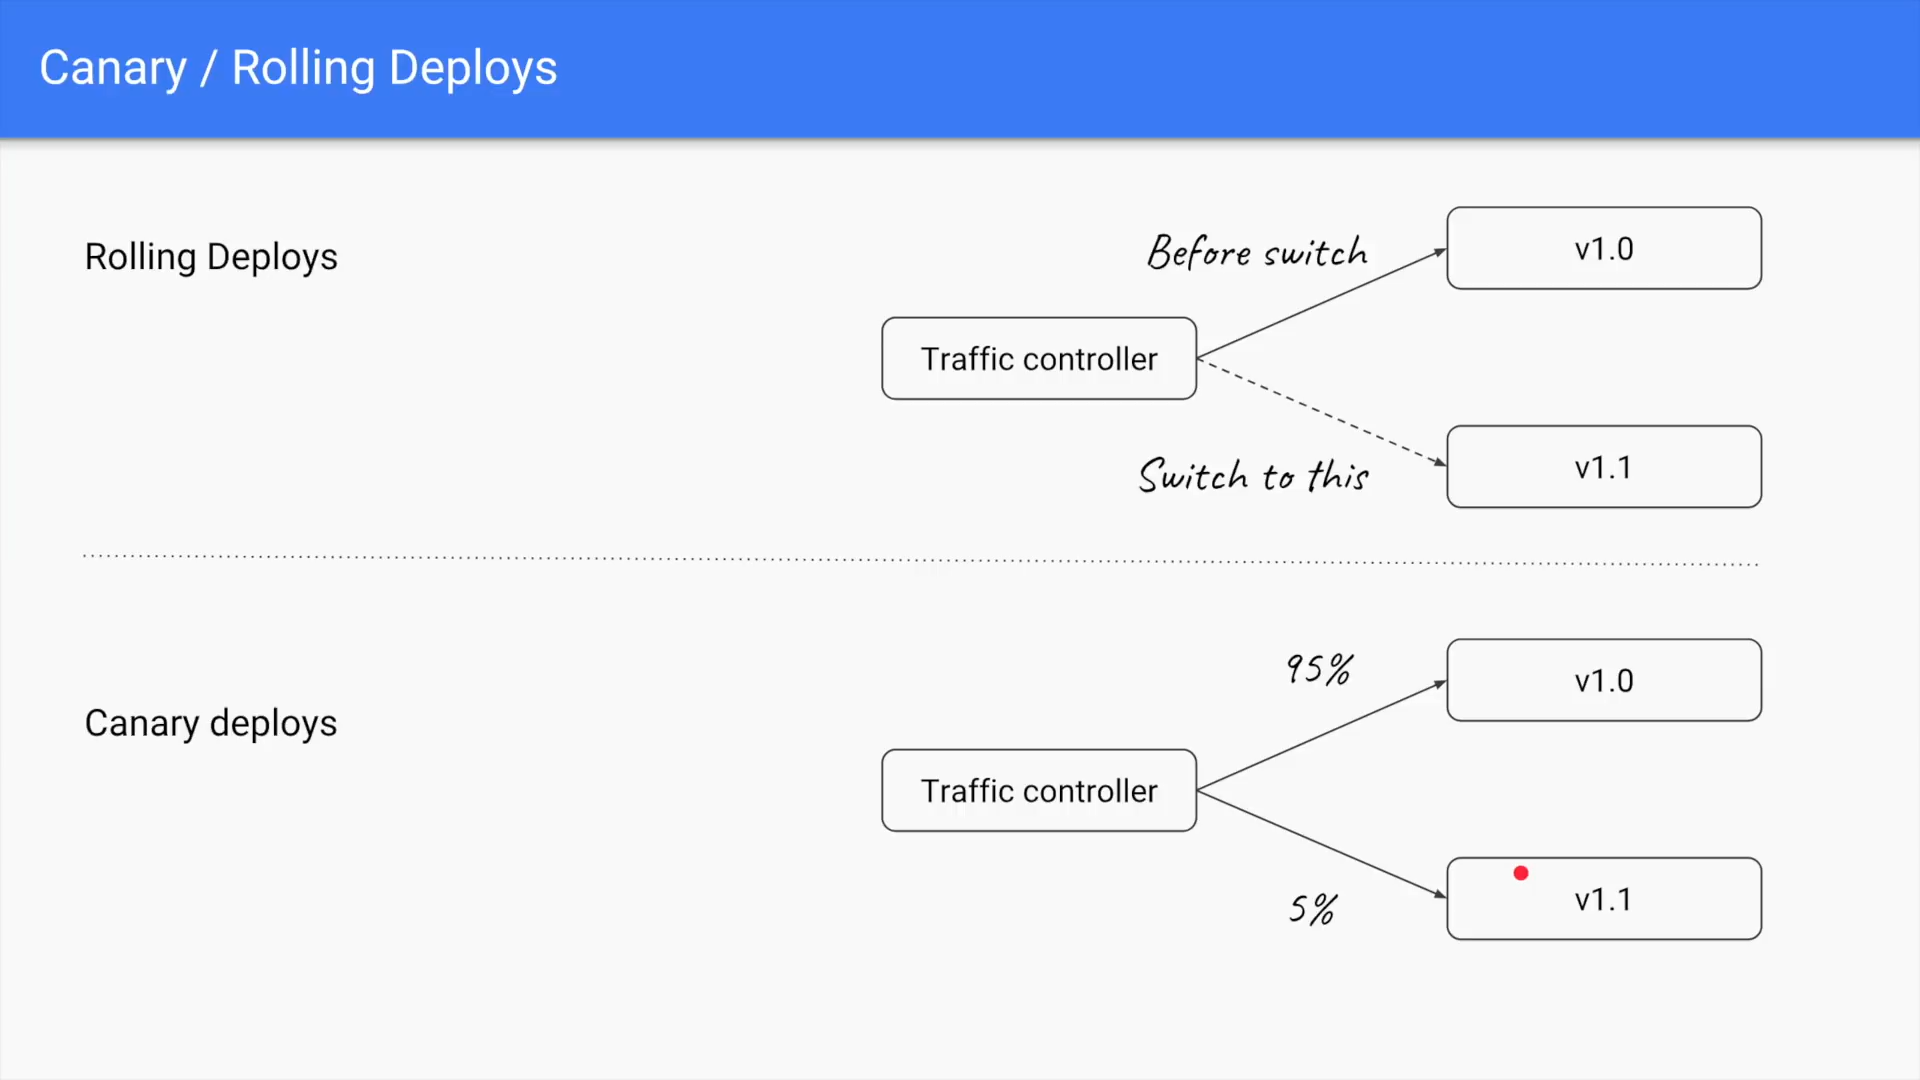 Canary / Rolling Deploys
Rolling Deploys
Before switch
v1.0
Traffic controller
Switch to this
v1.1
Canary deploys
95%
v1.0
Traffic controller
5%
v1.1